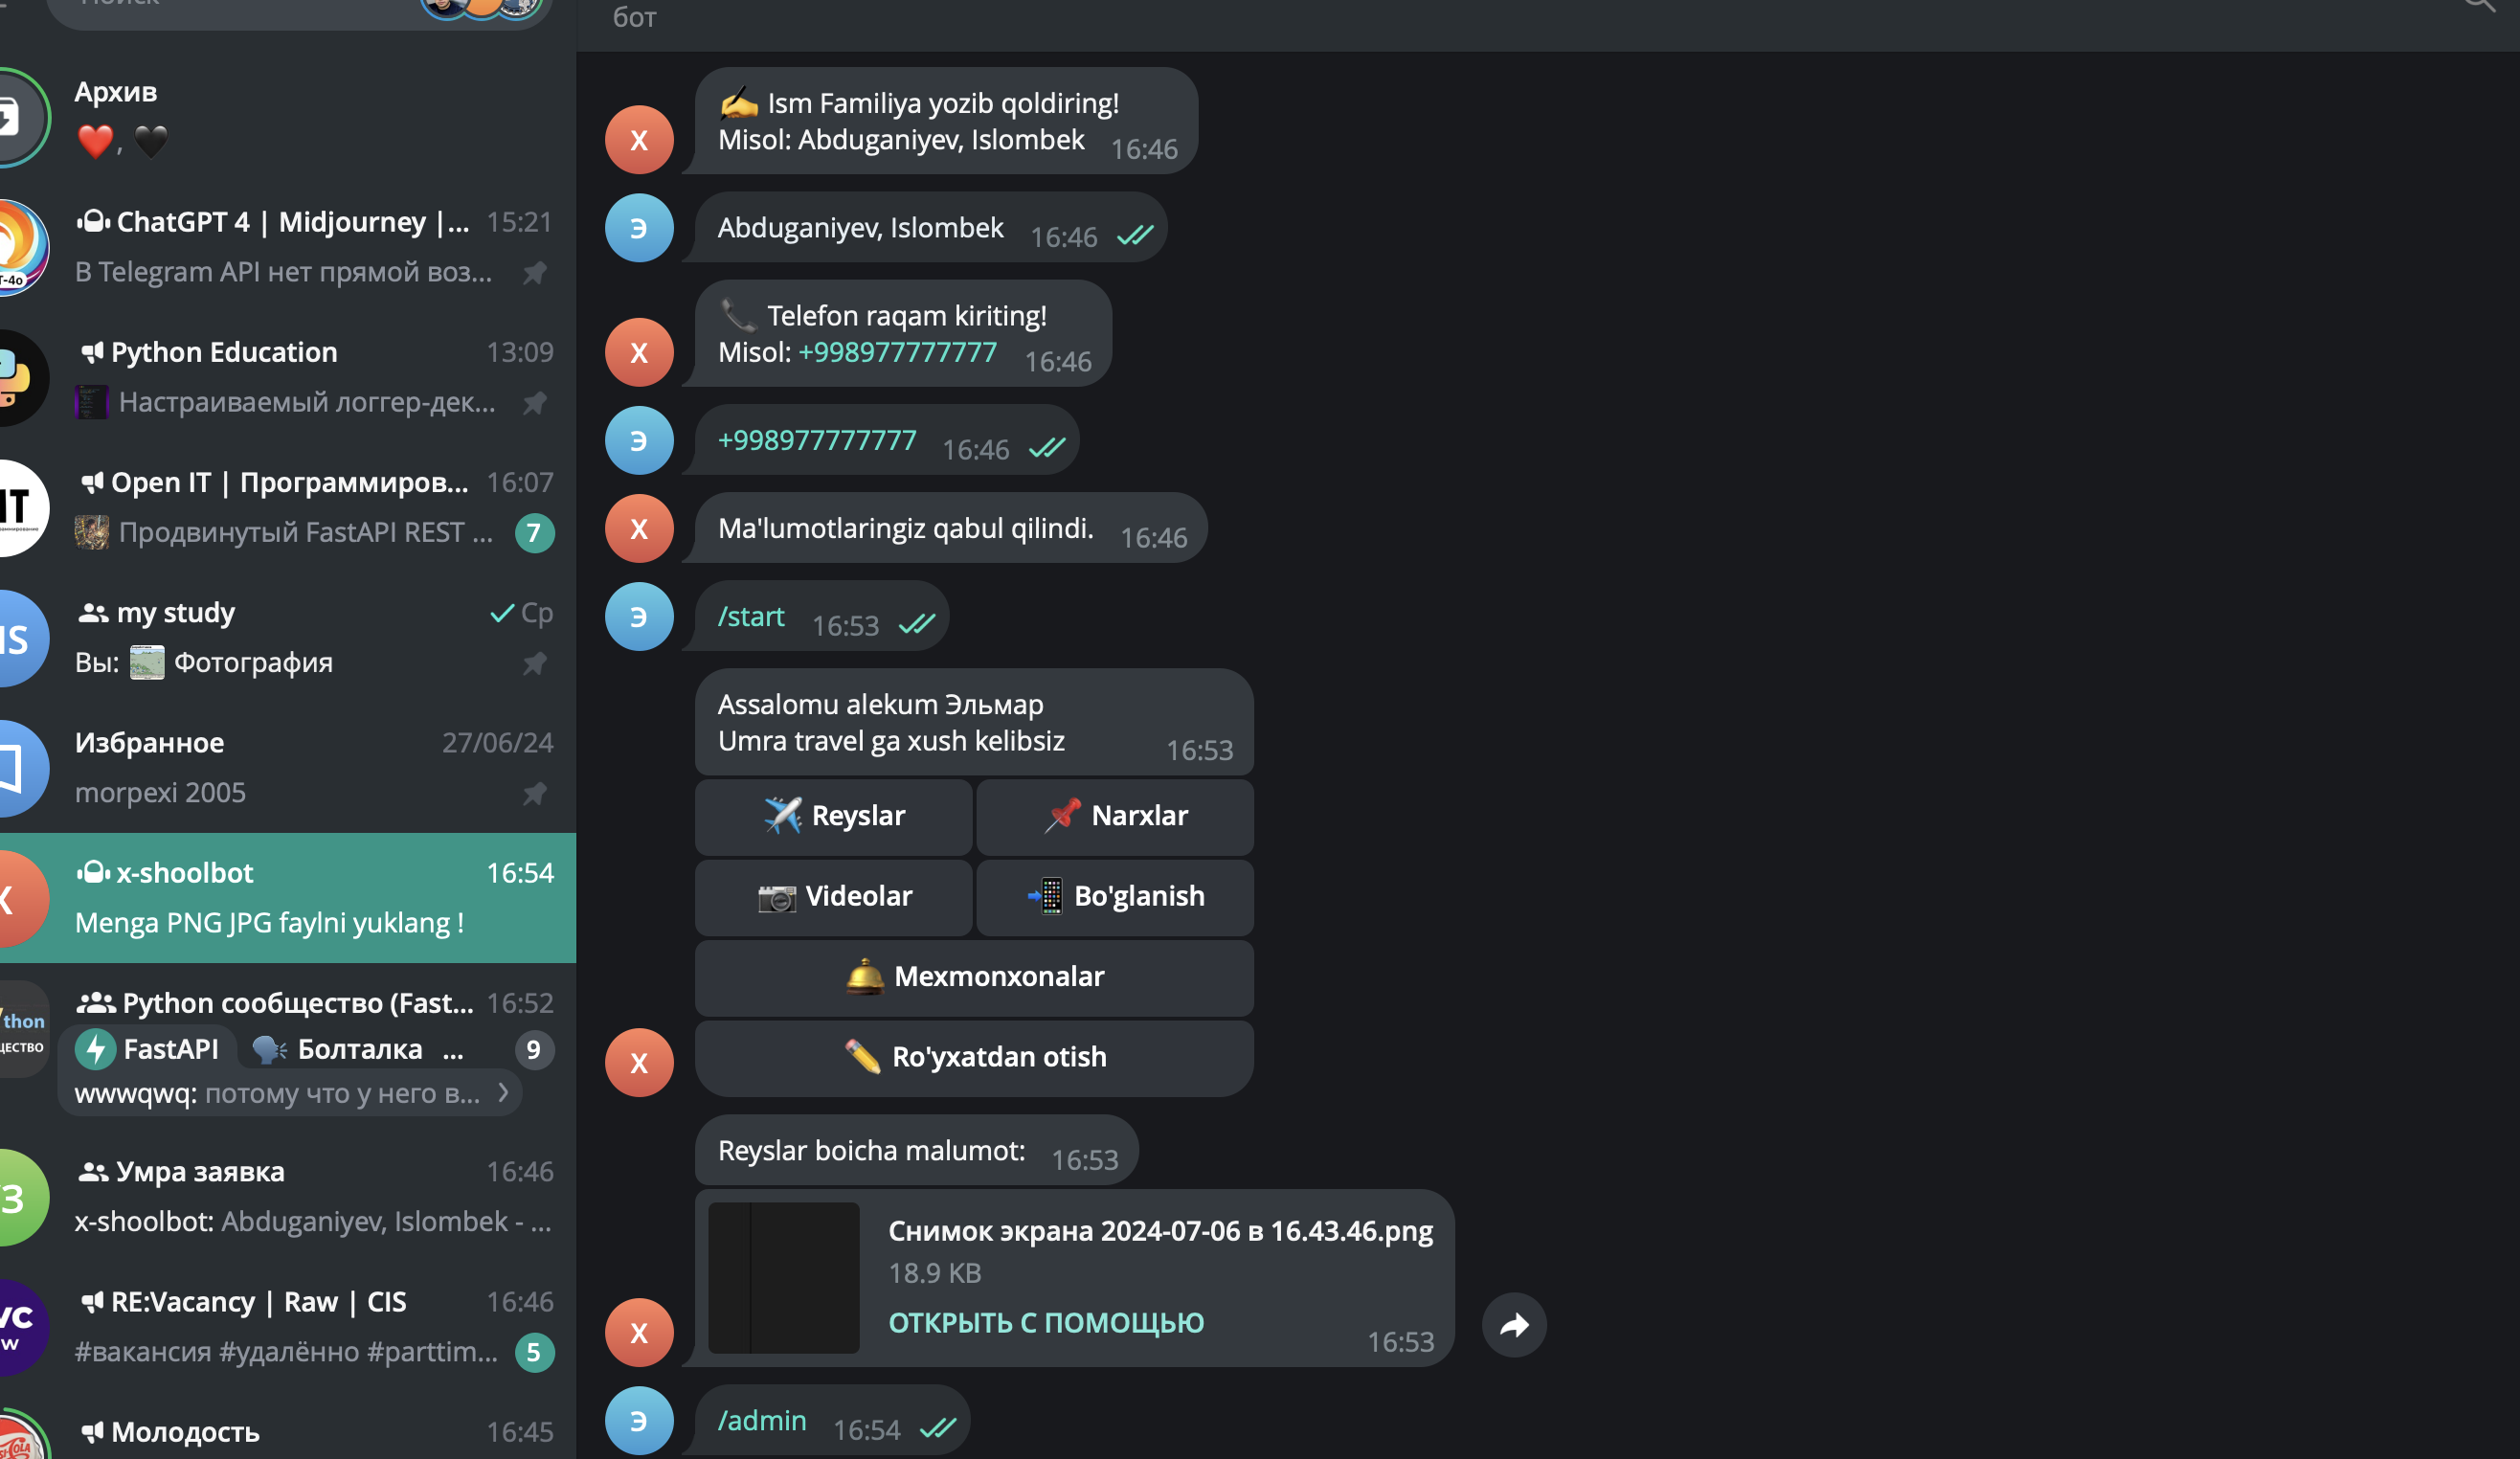 бот
Архив
ChatGPT 4 | Midjourney |...
15:21
В Telegram API нет прямой воз...
T-4o
Python Education
13:09
Настраиваемый логгер-дек...
Open IT | Программиров...
16:07
Продвинутый FastAPI REST ...
7
my study
Ср
Вы: Фотография
Избранное
27/06/24
morpexi 2005
x-shoolbot
16:54
Menga PNG JPG faylni yuklang !
Python сообщество (Fast...
16:52
FastAPI
Болталка ...
9
wwwqwq: потому что у него в...
Умра заявка
16:46
x-shoolbot: Abduganiyev, Islombek - ...
RE:Vacancy | Raw | CIS
16:46
#вакансия #удалённо #parttim...
5
Молодость
16:45
✍️ Ism Familiya yozib qoldiring!
Misol: Abduganiyev, Islombek
16:46
X
Э
Abduganiyev, Islombek
16:46
📞 Telefon raqam kiriting!
Misol: +998977777777
16:46
X
Э
+998977777777
16:46
X
Ma'lumotlaringiz qabul qilindi.
16:46
Э
/start
16:53
Assalomu alekum Эльмар
Umra travel ga xush kelibsiz
16:53
✈️ Reyslar
📌 Narxlar
📷 Videolar
📲 Bo'glanish
🛎 Mexmonxonalar
✏️ Ro'yxatdan otish
X
Reyslar boicha malumot:
16:53
Снимок экрана 2024-07-06 в 16.43.46.png
18.9 KB
ОТКРЫТЬ С ПОМОЩЬЮ
16:53
X
Э
/admin
16:54